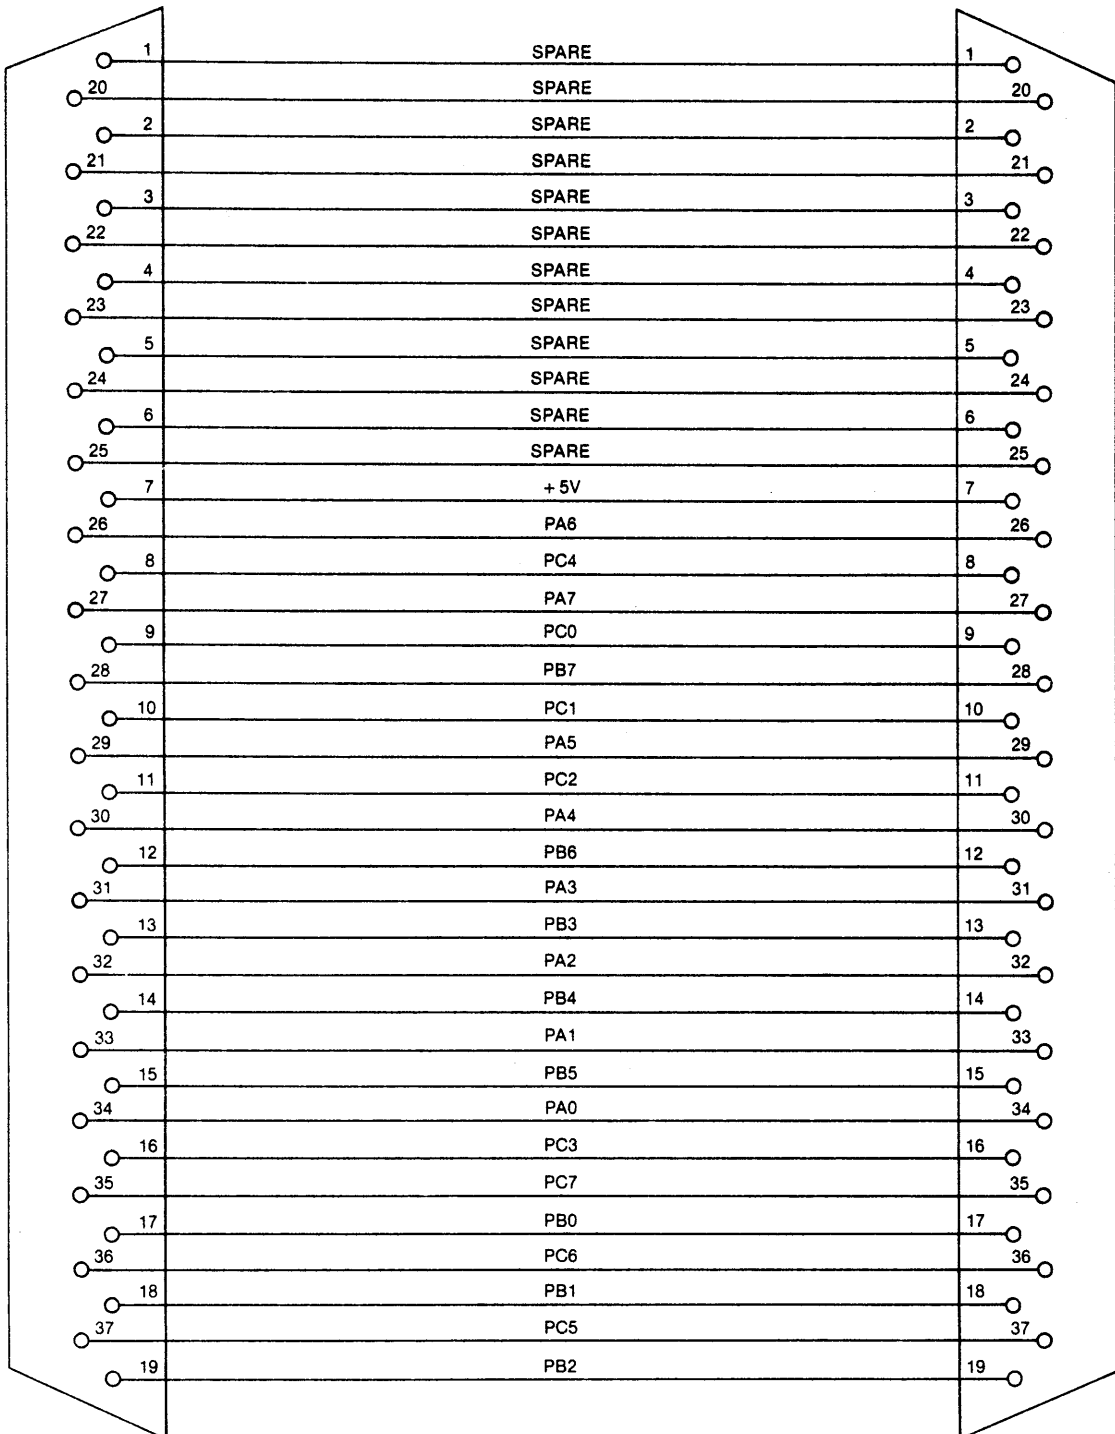 1 SPARE 1
20 SPARE 20
2 SPARE 2
21 SPARE 21
3 SPARE 3
22 SPARE 22
4 SPARE 4
23 SPARE 23
5 SPARE 5
24 SPARE 24
6 SPARE 6
25 SPARE 25
7 + 5V 7
26 PA6 26
8 PC4 8
27 PA7 27
9 PC0 9
28 PB7 28
10 PC1 10
29 PA5 29
11 PC2 11
30 PA4 30
12 PB6 12
31 PA3 31
13 PB3 13
32 PA2 32
14 PB4 14
33 PA1 33
15 PB5 15
34 PA0 34
16 PC3 16
35 PC7 35
17 PB0 17
36 PC6 36
18 PB1 18
37 PC5 37
19 PB2 19